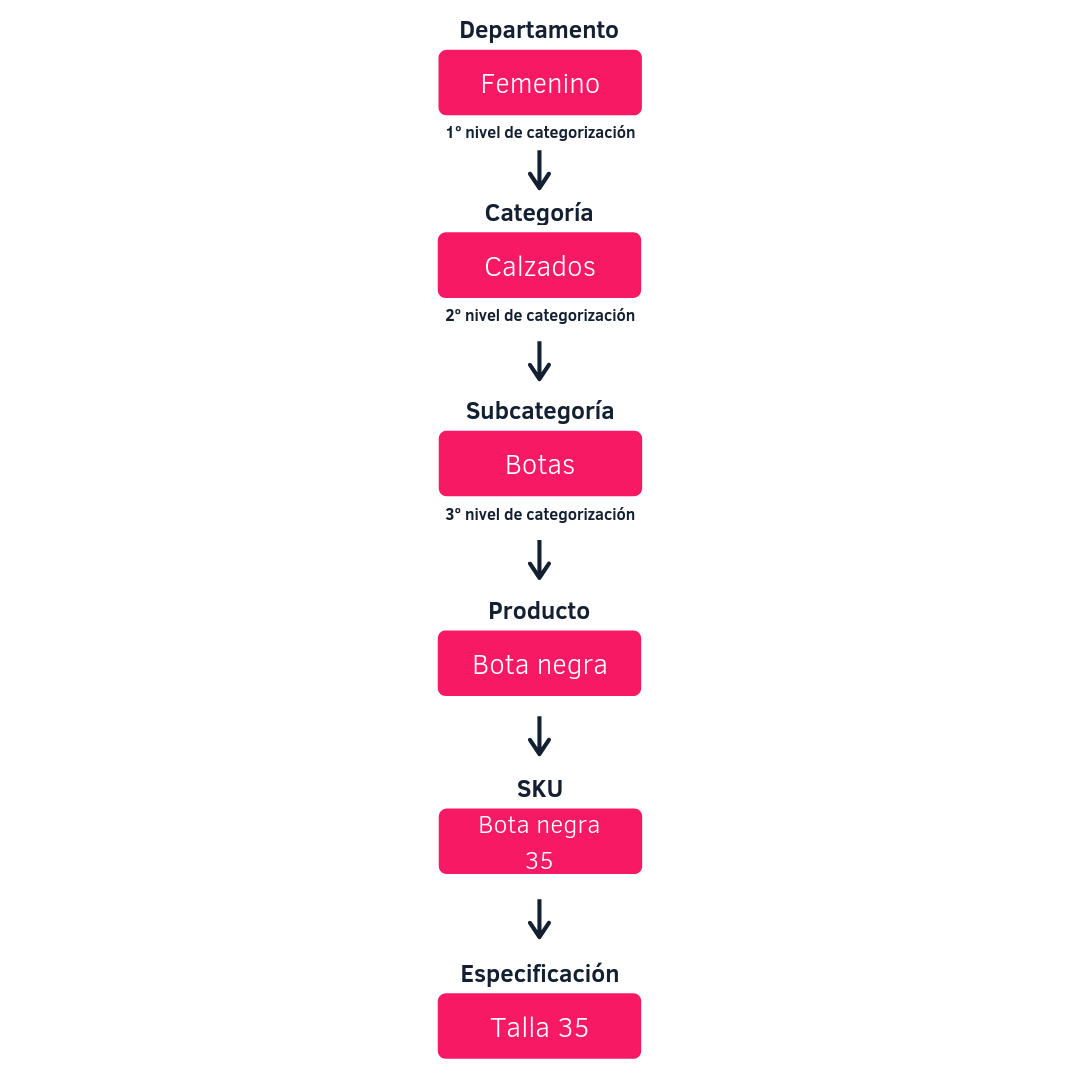 Departamento
Femenino
1° nivel de categorización
Categoría
Calzados
2° nivel de categorización
Subcategoría
Botas
3° nivel de categorización
Producto
Bota negra
SKU
Bota negra
35
Especificación
Talla 35